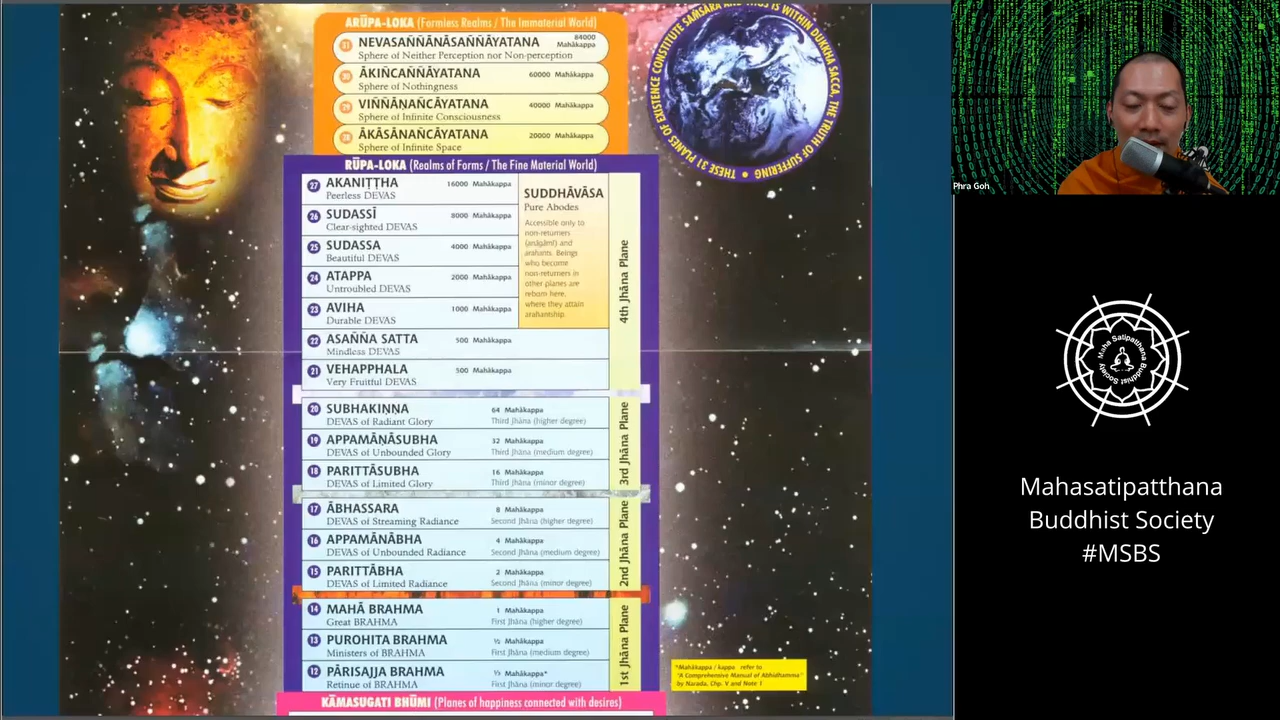 ARŪPA-LOKA (Formless Realms / The Immaterial World)
31 NEVASAÑÑĀNĀSAÑÑĀYATANA 84000 Mahākappa
Sphere of Neither Perception nor Non-perception
30 ĀKIÑCAÑÑĀYATANA 60000 Mahākappa
Sphere of Nothingness
29 VIÑÑĀṆAÑCĀYATANA 40000 Mahākappa
Sphere of Infinite Consciousness
28 ĀKĀSĀNAÑCĀYATANA 20000 Mahākappa
Sphere of Infinite Space
THESE 31 PLANES OF EXISTENCE CONSTITUTE SAṀSĀRA AND THUS IS WITHIN DUKKHA SACCA, THE TRUTH OF SUFFERING
RŪPA-LOKA (Realms of Forms / The Fine Material World)
27 AKANIṬṬHA 16000 Mahākappa
Peerless DEVAS
26 SUDASSĪ 8000 Mahākappa
Clear-sighted DEVAS
25 SUDASSA 4000 Mahākappa
Beautiful DEVAS
24 ATAPPA 2000 Mahākappa
Untroubled DEVAS
23 AVIHA 1000 Mahākappa
Durable DEVAS
SUDDHĀVĀSA
Pure Abodes
Accessible only to
non-returners
(anāgāmī) and
arahants. Beings
who become
non-returners in
other planes are
reborn here,
where they attain
arahantship.
22 ASAÑÑA SATTA 500 Mahākappa
Mindless DEVAS
21 VEHAPPHALA 500 Mahākappa
Very Fruitful DEVAS
4th Jhāna Plane
20 SUBHAKIṆṆA 64 Mahākappa
DEVAS of Radiant Glory Third Jhāna (higher degree)
19 APPAMĀṆĀSUBHA 32 Mahākappa
DEVAS of Unbounded Glory Third Jhāna (medium degree)
18 PARITTĀSUBHA 16 Mahākappa
DEVAS of Limited Glory Third Jhāna (minor degree)
3rd Jhāna Plane
17 ĀBHASSARA 8 Mahākappa
DEVAS of Streaming Radiance Second Jhāna (higher degree)
16 APPAMĀNĀBHA 4 Mahākappa
DEVAS of Unbounded Radiance Second Jhāna (medium degree)
15 PARITTĀBHA 2 Mahākappa
DEVAS of Limited Radiance Second Jhāna (minor degree)
2nd Jhāna Plane
14 MAHĀ BRAHMA 1 Mahākappa
Great BRAHMA First Jhāna (higher degree)
13 PUROHITA BRAHMA ½ Mahākappa
Ministers of BRAHMA First Jhāna (medium degree)
12 PĀRISAJJA BRAHMA ⅓ Mahākappa*
Retinue of BRAHMA First Jhāna (minor degree)
1st Jhāna Plane
*Mahākappa / kappa refer to
"A Comprehensive Manual of Abhidhamma"
by Narada, Chp. V and Note 1
KĀMASUGATI BHŪMI (Planes of happiness connected with desires)
Phra Goh
Maha Satipatthana
Buddhist Society
Mahasatipatthana
Buddhist Society
#MSBS